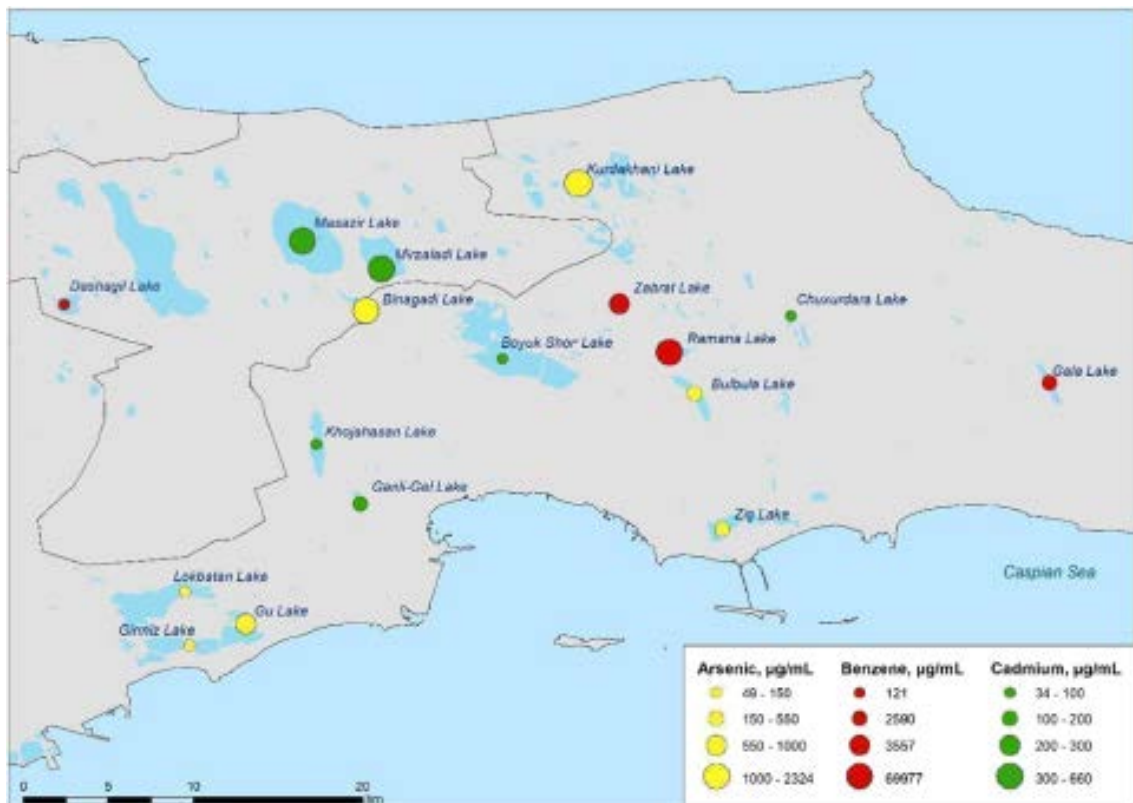 Kurdakhani Lake
Masazir Lake
Mirzaladi Lake
Dashagil Lake
Binagadi Lake
Zabrat Lake
Chuxurdara Lake
Boyuk Shor Lake
Ramana Lake
Bulbula Lake
Gala Lake
Khojahasan Lake
Ganli-Gol Lake
Zig Lake
Lokbatan Lake
Caspian Sea
Gu Lake
Girmiz Lake
Arsenic, µg/mL
49 - 150
150 - 550
550 - 1000
1000 - 2324
Benzene, µg/mL
121
2590
3557
69977
Cadmium, µg/mL
34 - 100
100 - 200
200 - 300
300 - 660
0 5 10 20
km